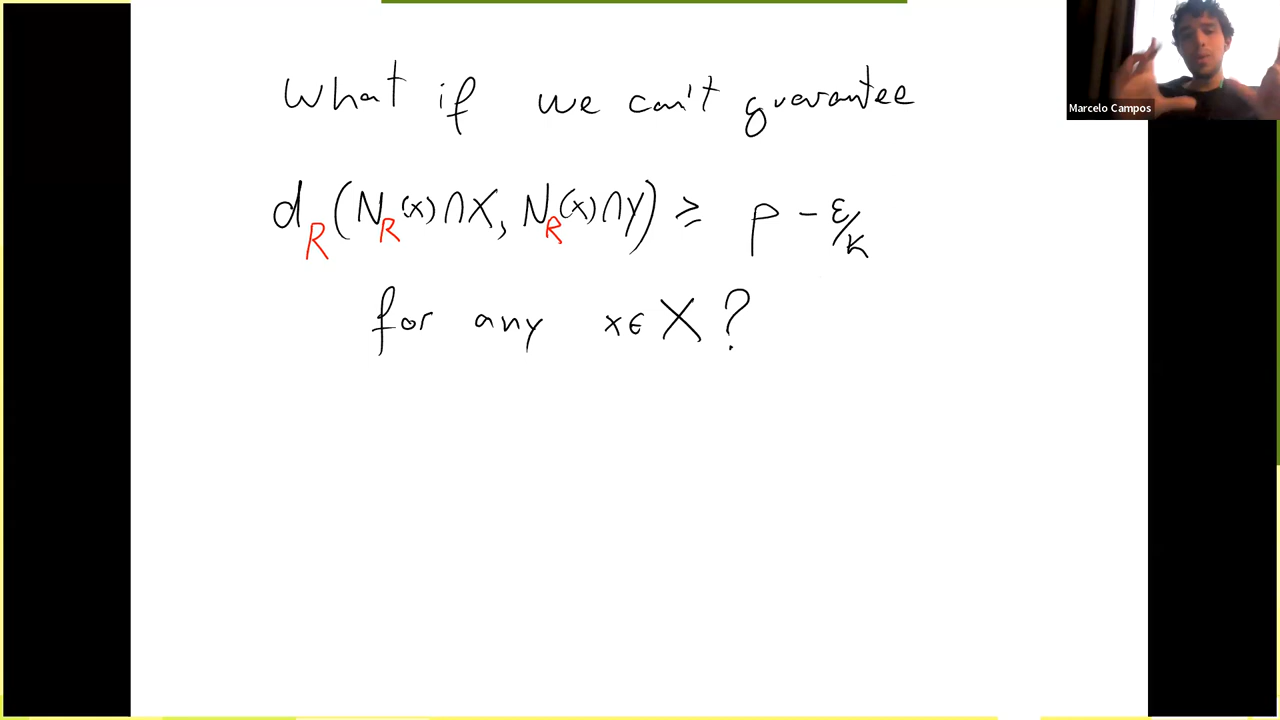 What if we can't guarantee
d_R(N_R(x)∩X, N_R(x)∩Y) ≥ p - ε/k
for any x∈X?
Marcelo Campos